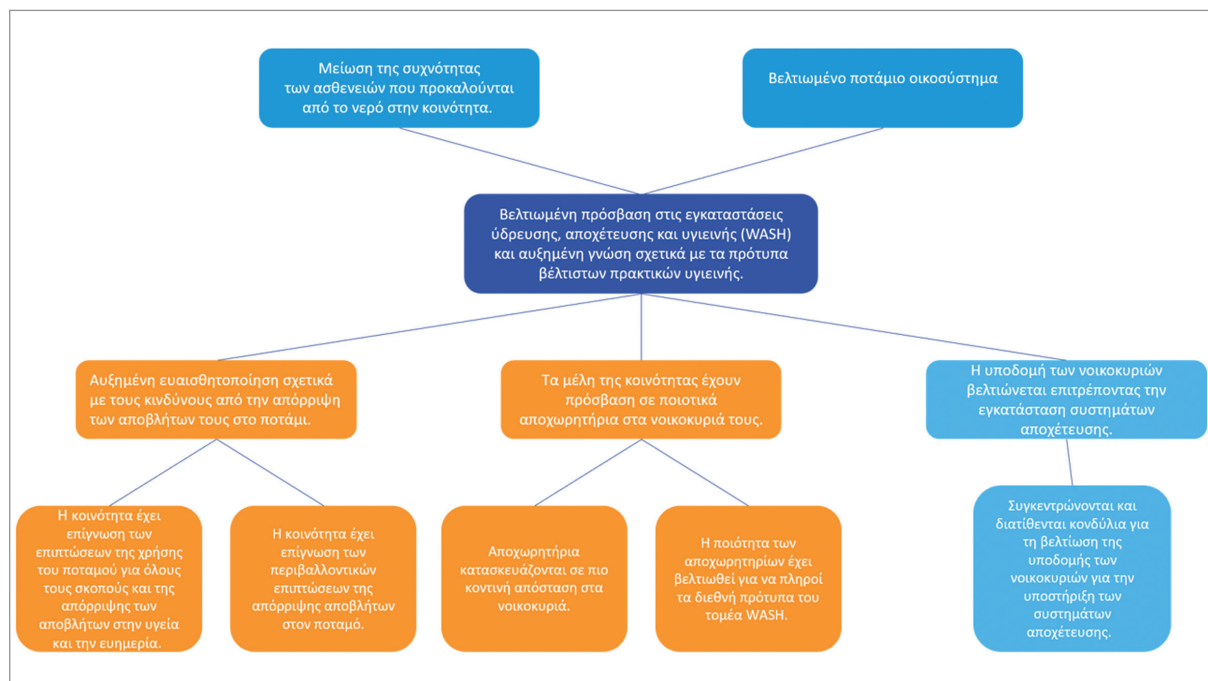 Μείωση της συχνότητας
των ασθενειών που προκαλούνται
από το νερό στην κοινότητα.
Βελτιωμένο ποτάμιο οικοσύστημα
Βελτιωμένη πρόσβαση στις εγκαταστάσεις
ύδρευσης, αποχέτευσης και υγιεινής (WASH)
και αυξημένη γνώση σχετικά με τα πρότυπα
βέλτιστων πρακτικών υγιεινής.
Αυξημένη ευαισθητοποίηση σχετικά
με τους κινδύνους από την απόρριψη
των αποβλήτων τους στο ποτάμι.
Τα μέλη της κοινότητας έχουν
πρόσβαση σε ποιοτικά
αποχωρητήρια στα νοικοκυριά τους.
Η υποδομή των νοικοκυριών
βελτιώνεται επιτρέποντας την
εγκατάσταση συστημάτων
αποχέτευσης.
Η κοινότητα έχει
επίγνωση των
επιπτώσεων της χρήσης
του ποταμού για όλους
τους σκοπούς και της
απόρριψης των
αποβλήτων στην υγεία
και την ευημερία.
Η κοινότητα έχει
επίγνωση των
περιβαλλοντικών
επιπτώσεων της
απόρριψης αποβλήτων
στον ποταμό.
Αποχωρητήρια
κατασκευάζονται σε πιο
κοντινή απόσταση στα
νοικοκυριά.
Η ποιότητα των
αποχωρητηρίων έχει
βελτιωθεί για να πληροί
τα διεθνή πρότυπα του
τομέα WASH.
Συγκεντρώνονται και
διατίθενται κονδύλια για
τη βελτίωση της
υποδομής των
νοικοκυριών για την
υποστήριξη των
συστημάτων
αποχέτευσης.